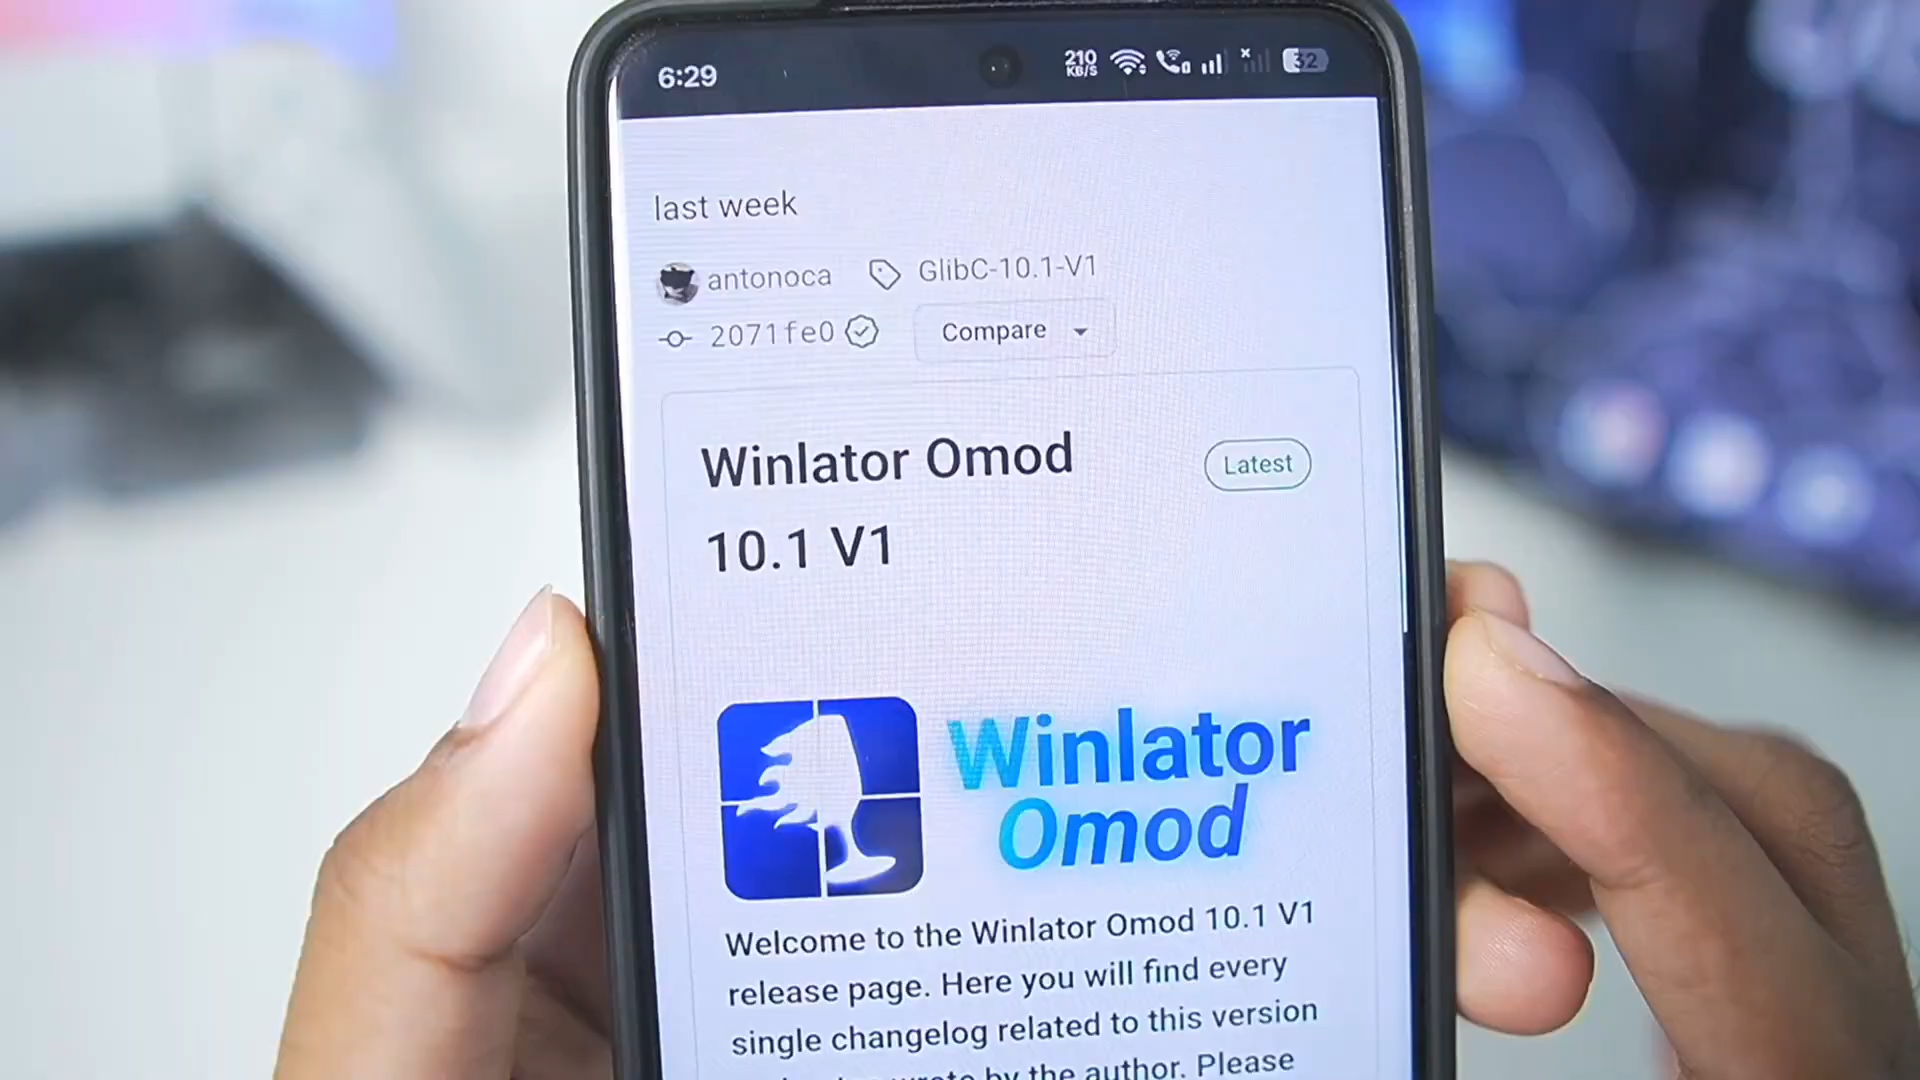 6:29
210
KB/S
32
last week
antonoca
GlibC-10.1-V1
2071fe0
Compare
Winlator Omod
10.1 V1
Latest
Winlator
Omod
Welcome to the Winlator Omod 10.1 V1
release page. Here you will find every
single changelog related to this version
by the author. Please